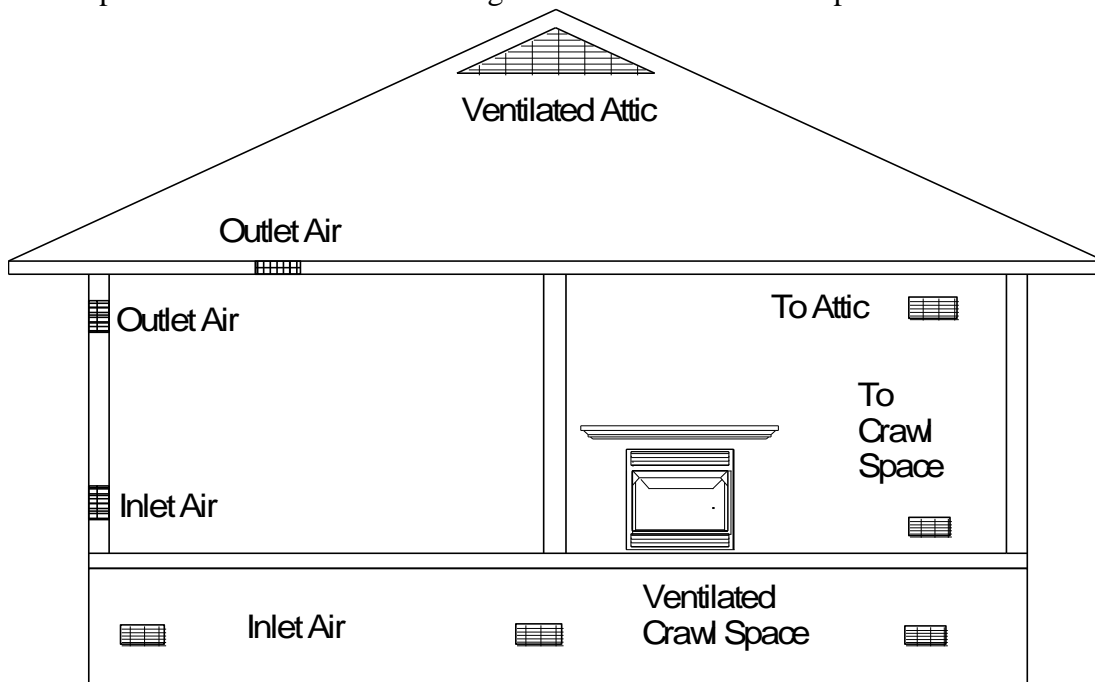 Ventilated Attic
Outlet Air
Outlet Air
To Attic
To
Crawl
Space
Inlet Air
Inlet Air
Ventilated
Crawl Space